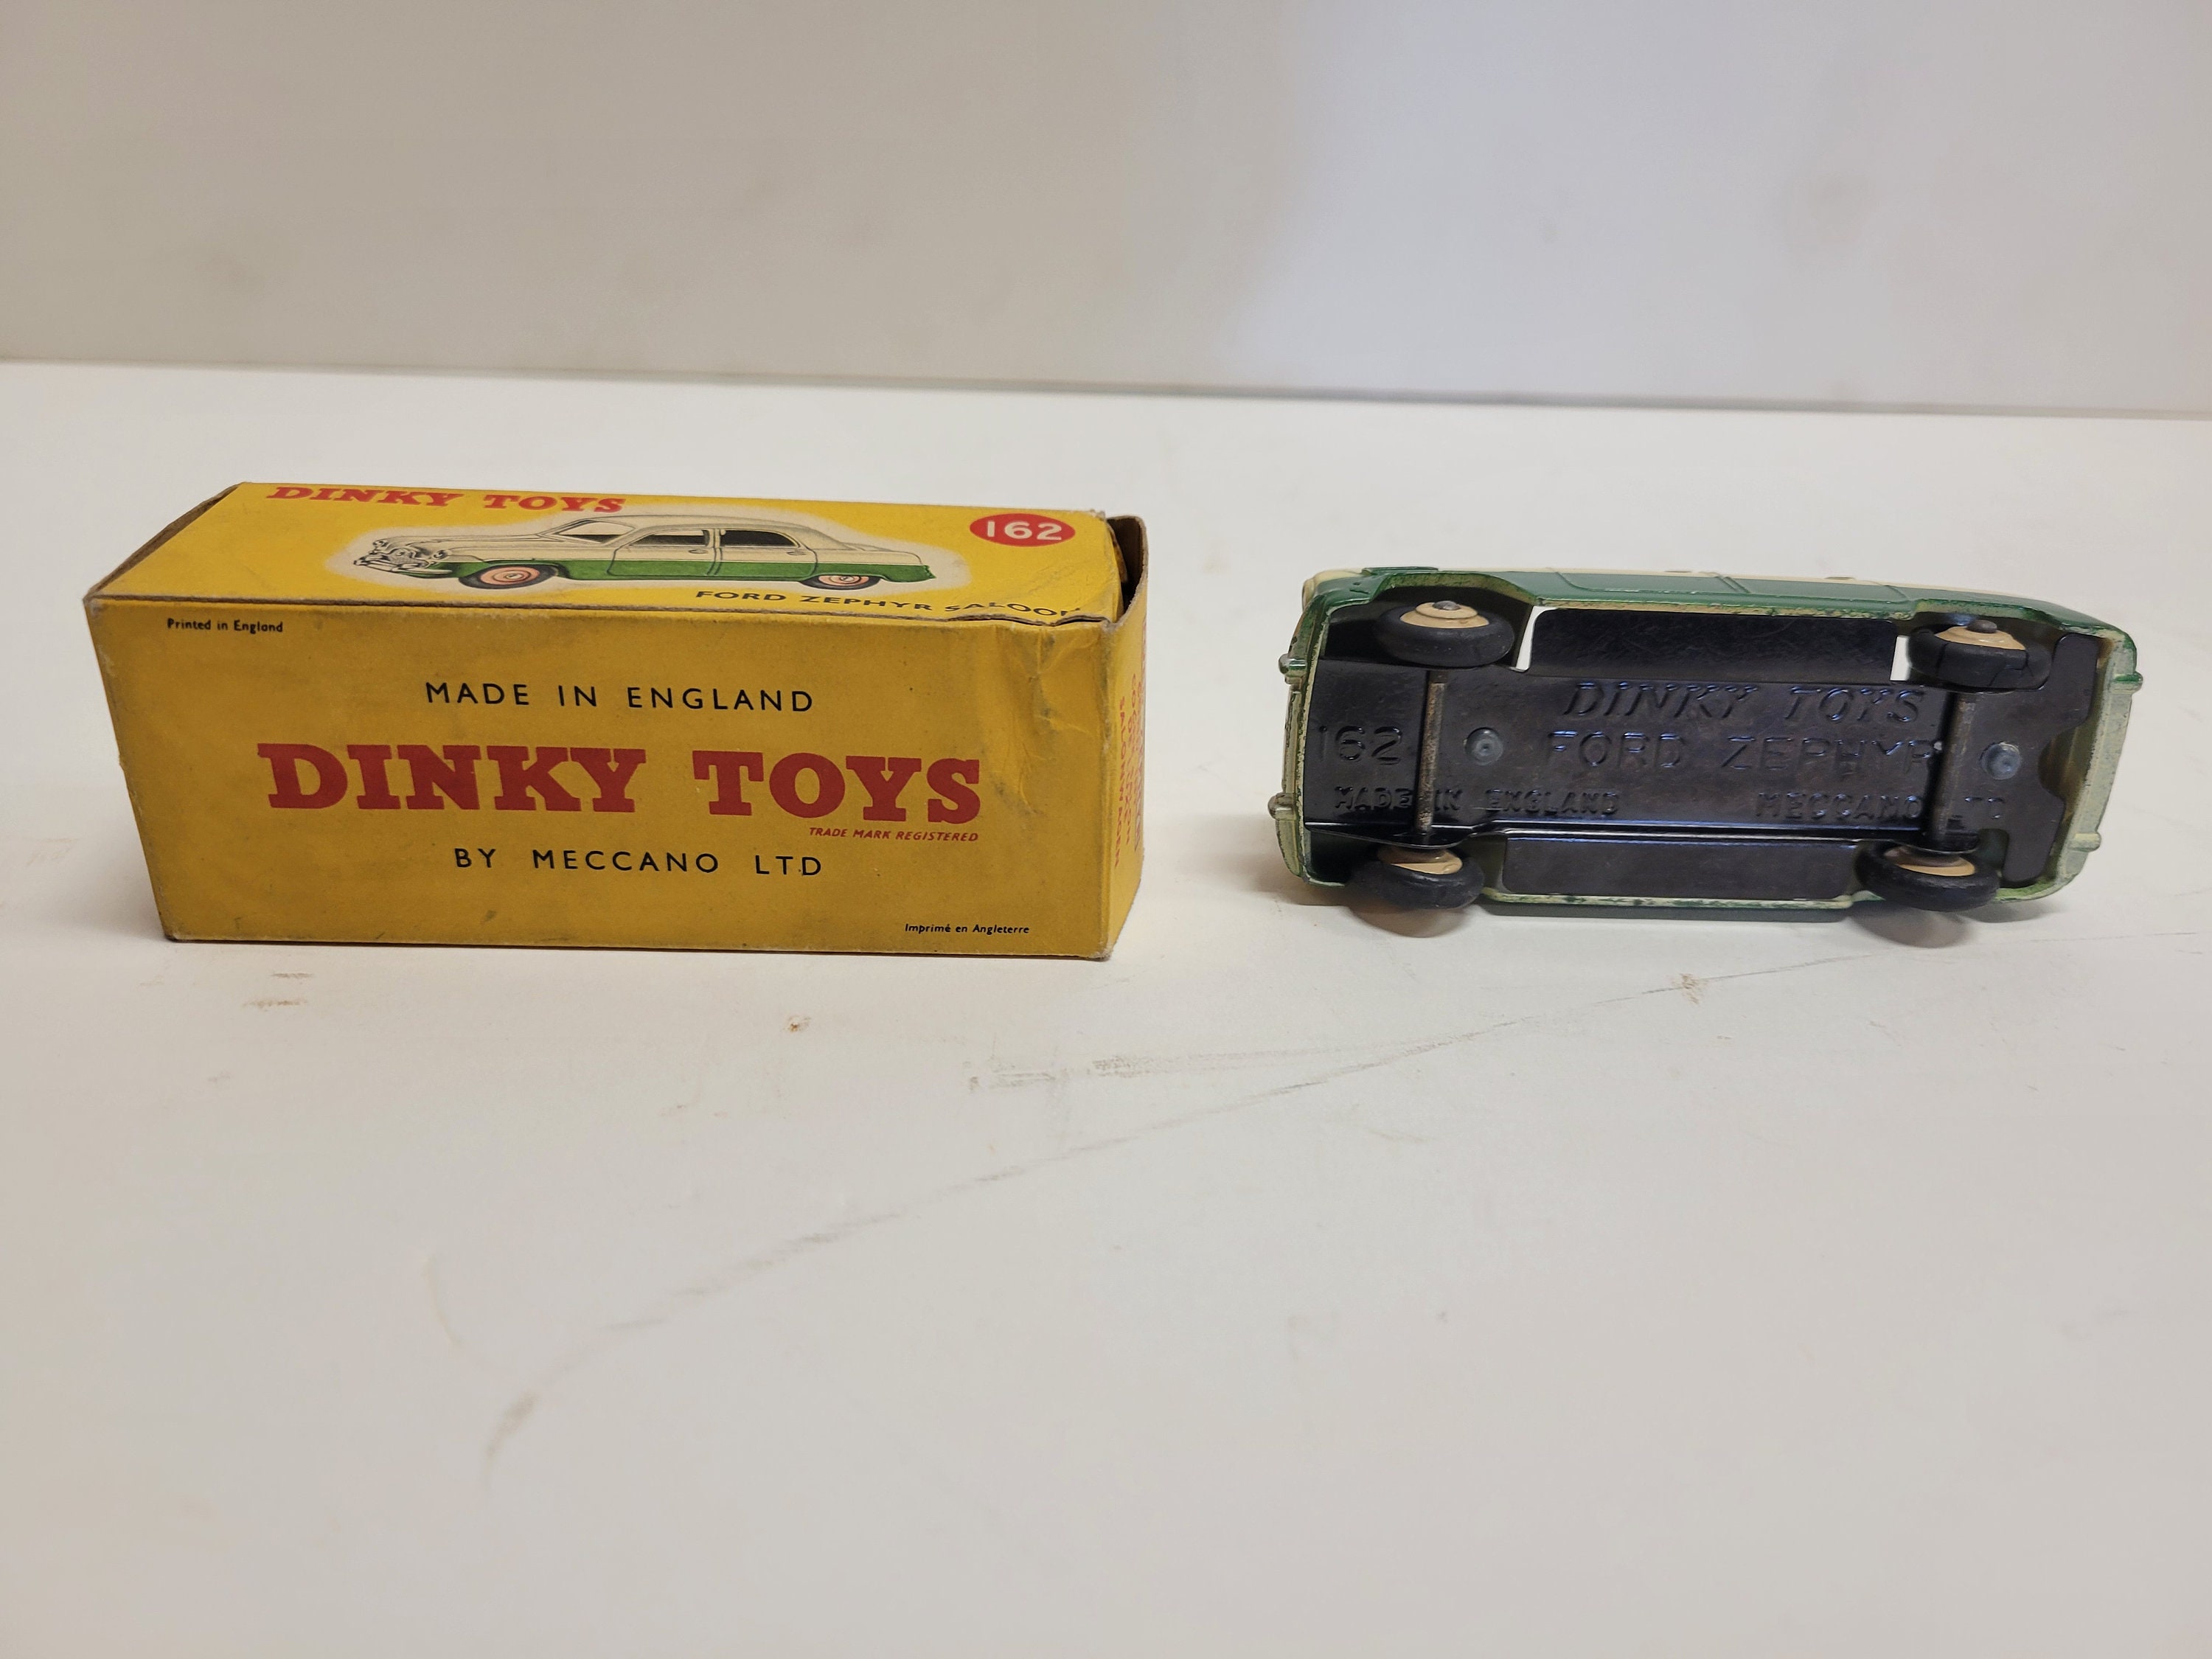 DINKY TOYS
162
FORD ZEPHYR SALOON
Printed in England
MADE IN ENGLAND
DINKY TOYS
TRADE MARK REGISTERED
BY MECCANO LTD
Imprimé en Angleterre
DINKY TOYS
162 FORD ZEPHYR
MADE IN ENGLAND MECCANO LTD